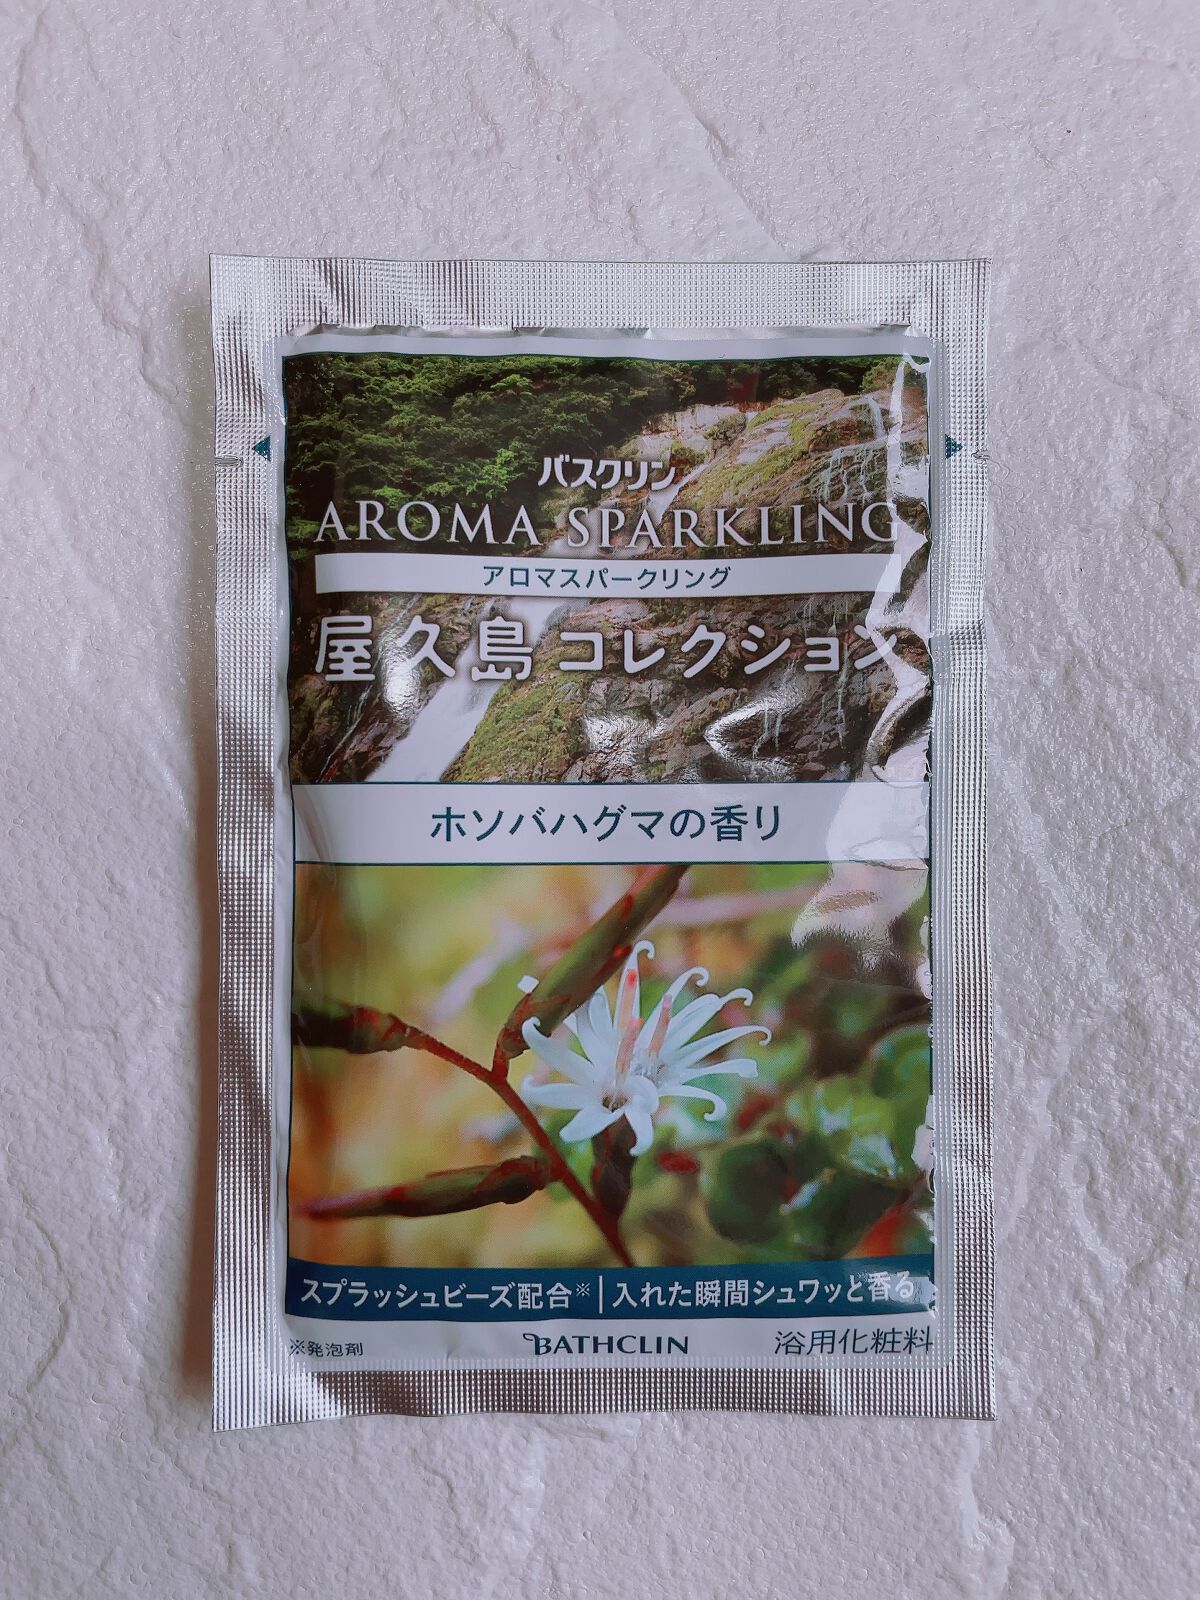 バスクリン
AROMA SPARKLING
アロマスパークリング
屋久島コレクション
ホソバハグマの香り
スプラッシュビーズ配合※|入れた瞬間シュワッと香る
※発泡剤 BATHCLIN 浴用化粧料